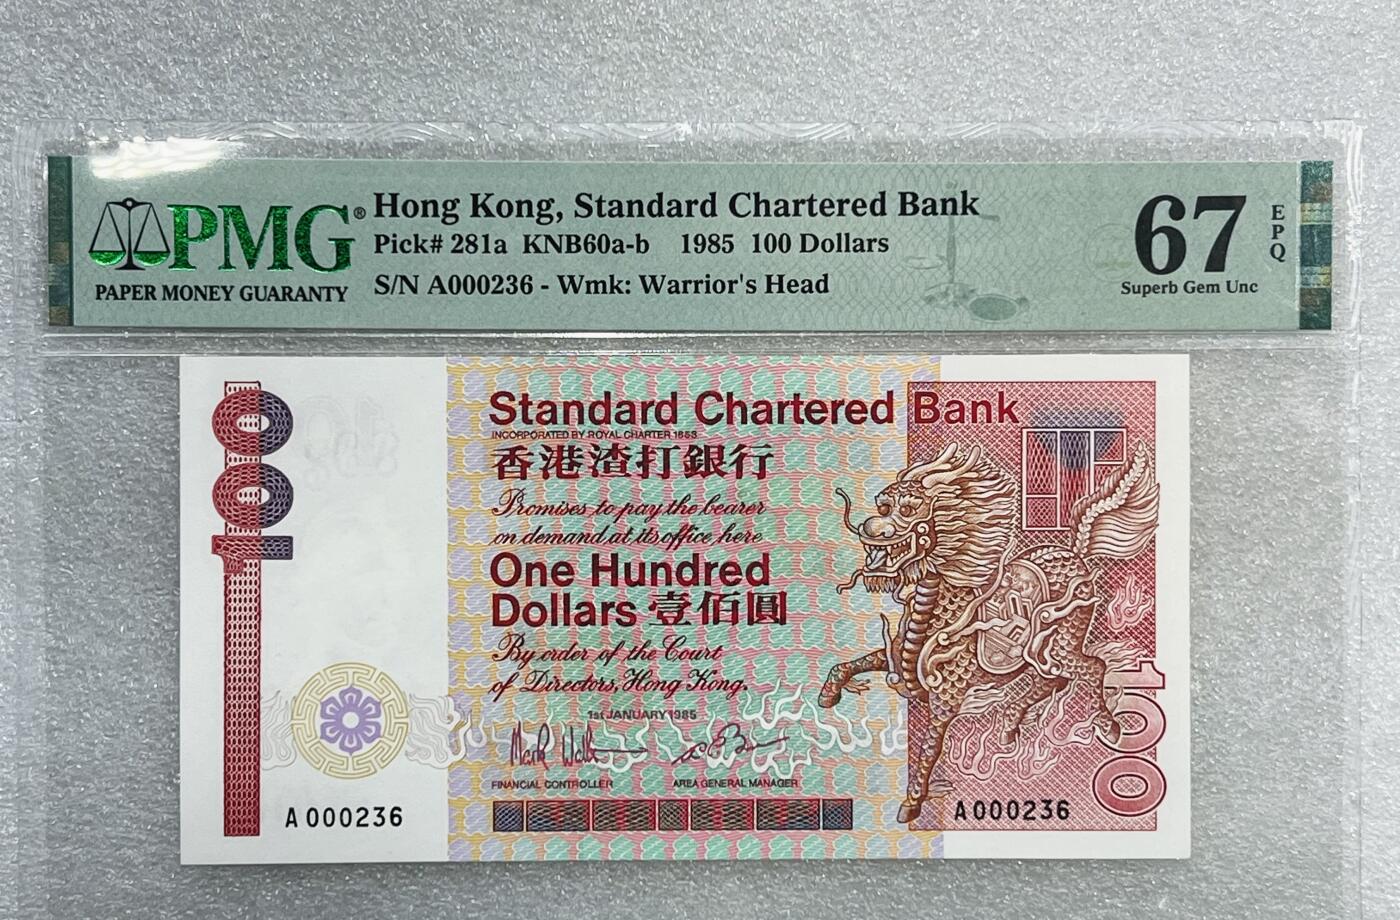 PMG®
PAPER MONEY GUARANTY
Hong Kong, Standard Chartered Bank
Pick# 281a KNB60a-b 1985 100 Dollars
S/N A000236 - Wmk: Warrior's Head
67
EPQ
Superb Gem Unc
100
Standard Chartered Bank
INCORPORATED BY ROYAL CHARTER 1853
香港渣打銀行
Promises to pay the bearer
on demand at its office here
One Hundred
Dollars 壹佰圓
By order of the Court
of Directors, Hong Kong.
1st JANUARY 1985
FINANCIAL CONTROLLER AREA GENERAL MANAGER
A000236
A000236
100